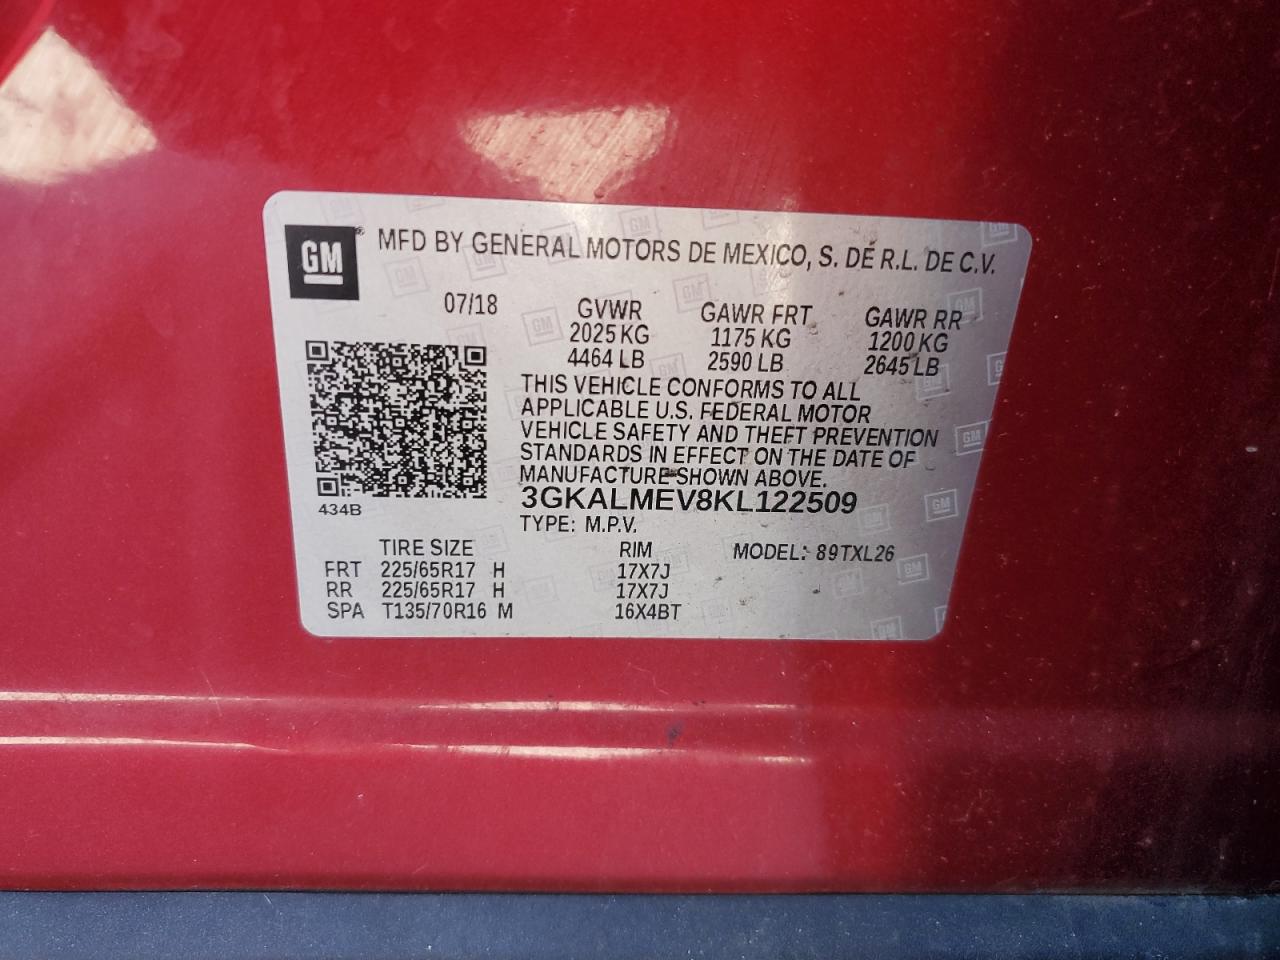 GM® MFD BY GENERAL MOTORS DE MEXICO, S. DE R.L. DE C.V.
07/18 GVWR GAWR FRT GAWR RR
2025 KG 1175 KG 1200 KG
4464 LB 2590 LB 2645 LB
THIS VEHICLE CONFORMS TO ALL
APPLICABLE U.S. FEDERAL MOTOR
VEHICLE SAFETY AND THEFT PREVENTION
STANDARDS IN EFFECT ON THE DATE OF
MANUFACTURE SHOWN ABOVE.
3GKALMEV8KL122509
434B
TYPE: M.P.V.
TIRE SIZE RIM MODEL: 89TXL26
FRT 225/65R17 H 17X7J
RR 225/65R17 H 17X7J
SPA T135/70R16 M 16X4BT